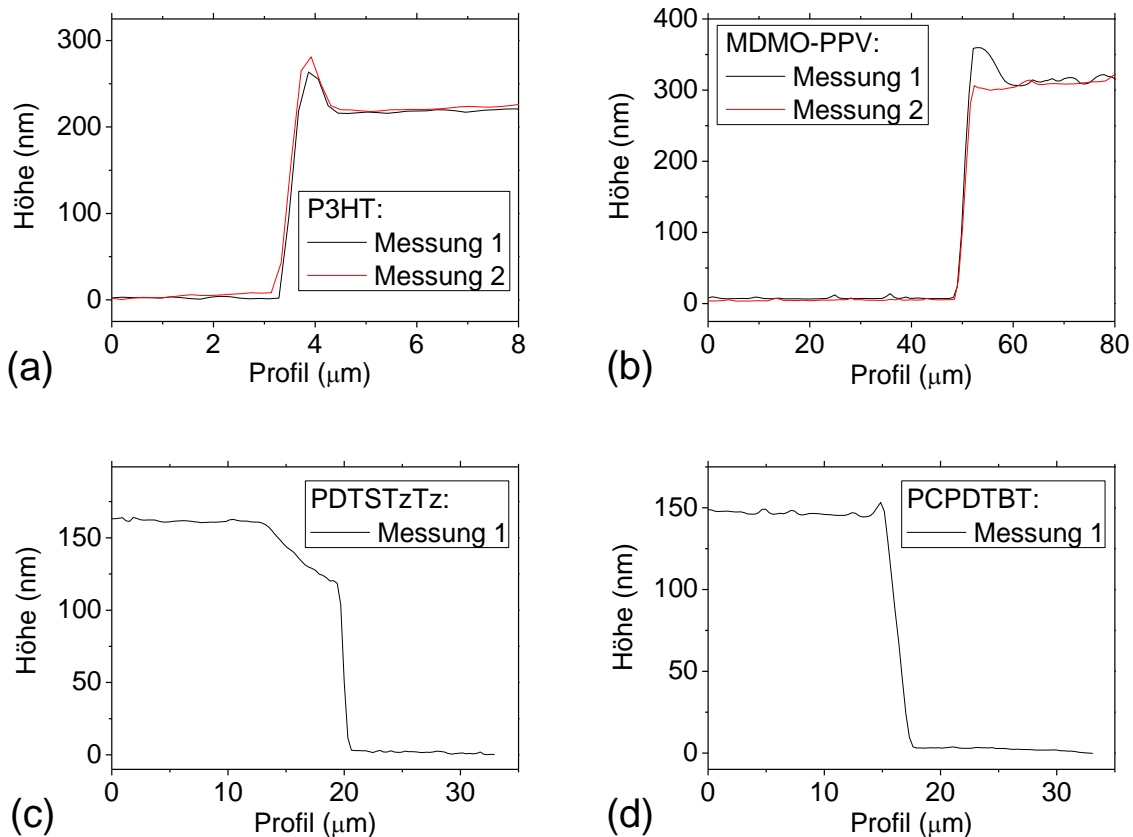 300
200
100
0
Höhe (nm)
P3HT:
Messung 1
Messung 2
0 2 4 6 8
Profil (μm)
(a)
400
300
200
100
0
Höhe (nm)
MDMO-PPV:
Messung 1
Messung 2
0 20 40 60 80
Profil (μm)
(b)
150
100
50
0
Höhe (nm)
PDTSTzTz:
Messung 1
0 10 20 30
Profil (μm)
(c)
150
100
50
0
Höhe (nm)
PCPDTBT:
Messung 1
0 10 20 30
Profil (μm)
(d)